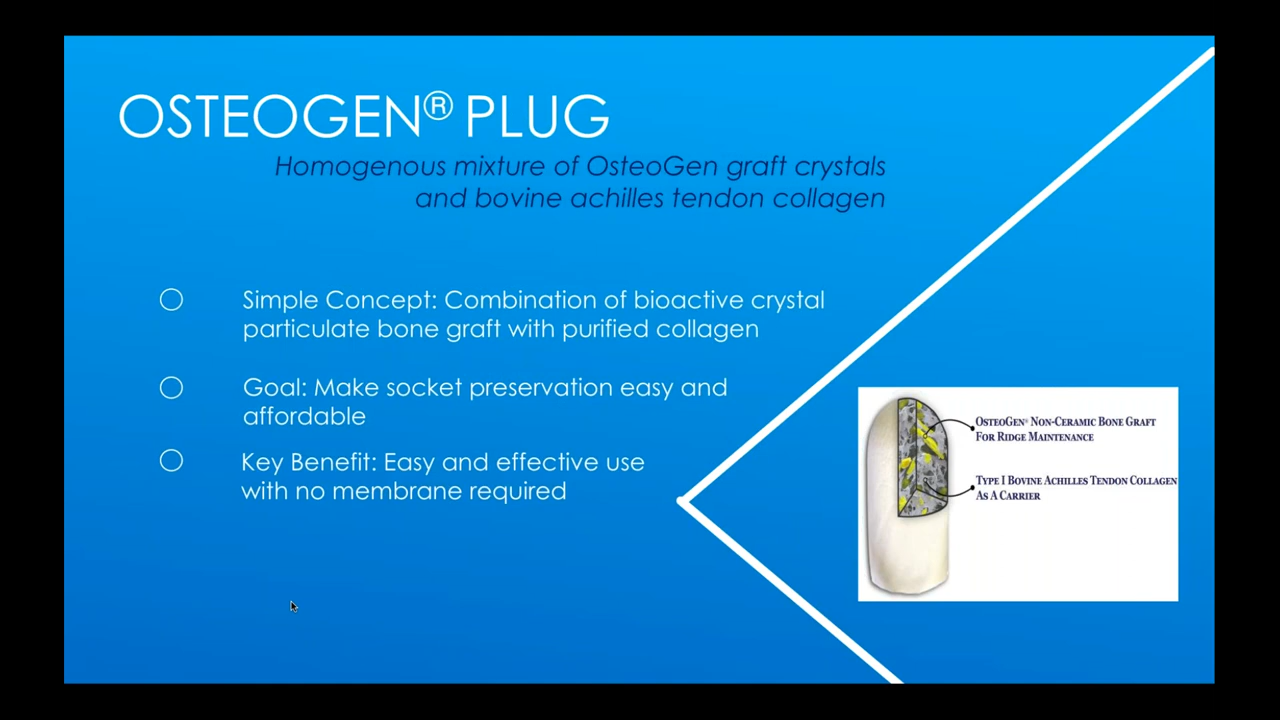 OSTEOGEN® PLUG
Homogenous mixture of OsteoGen graft crystals
and bovine achilles tendon collagen
Simple Concept: Combination of bioactive crystal
particulate bone graft with purified collagen
Goal: Make socket preservation easy and
affordable
Key Benefit: Easy and effective use
with no membrane required
OsteoGen® Non-Ceramic Bone Graft
For Ridge Maintenance
Type I Bovine Achilles Tendon Collagen
As A Carrier